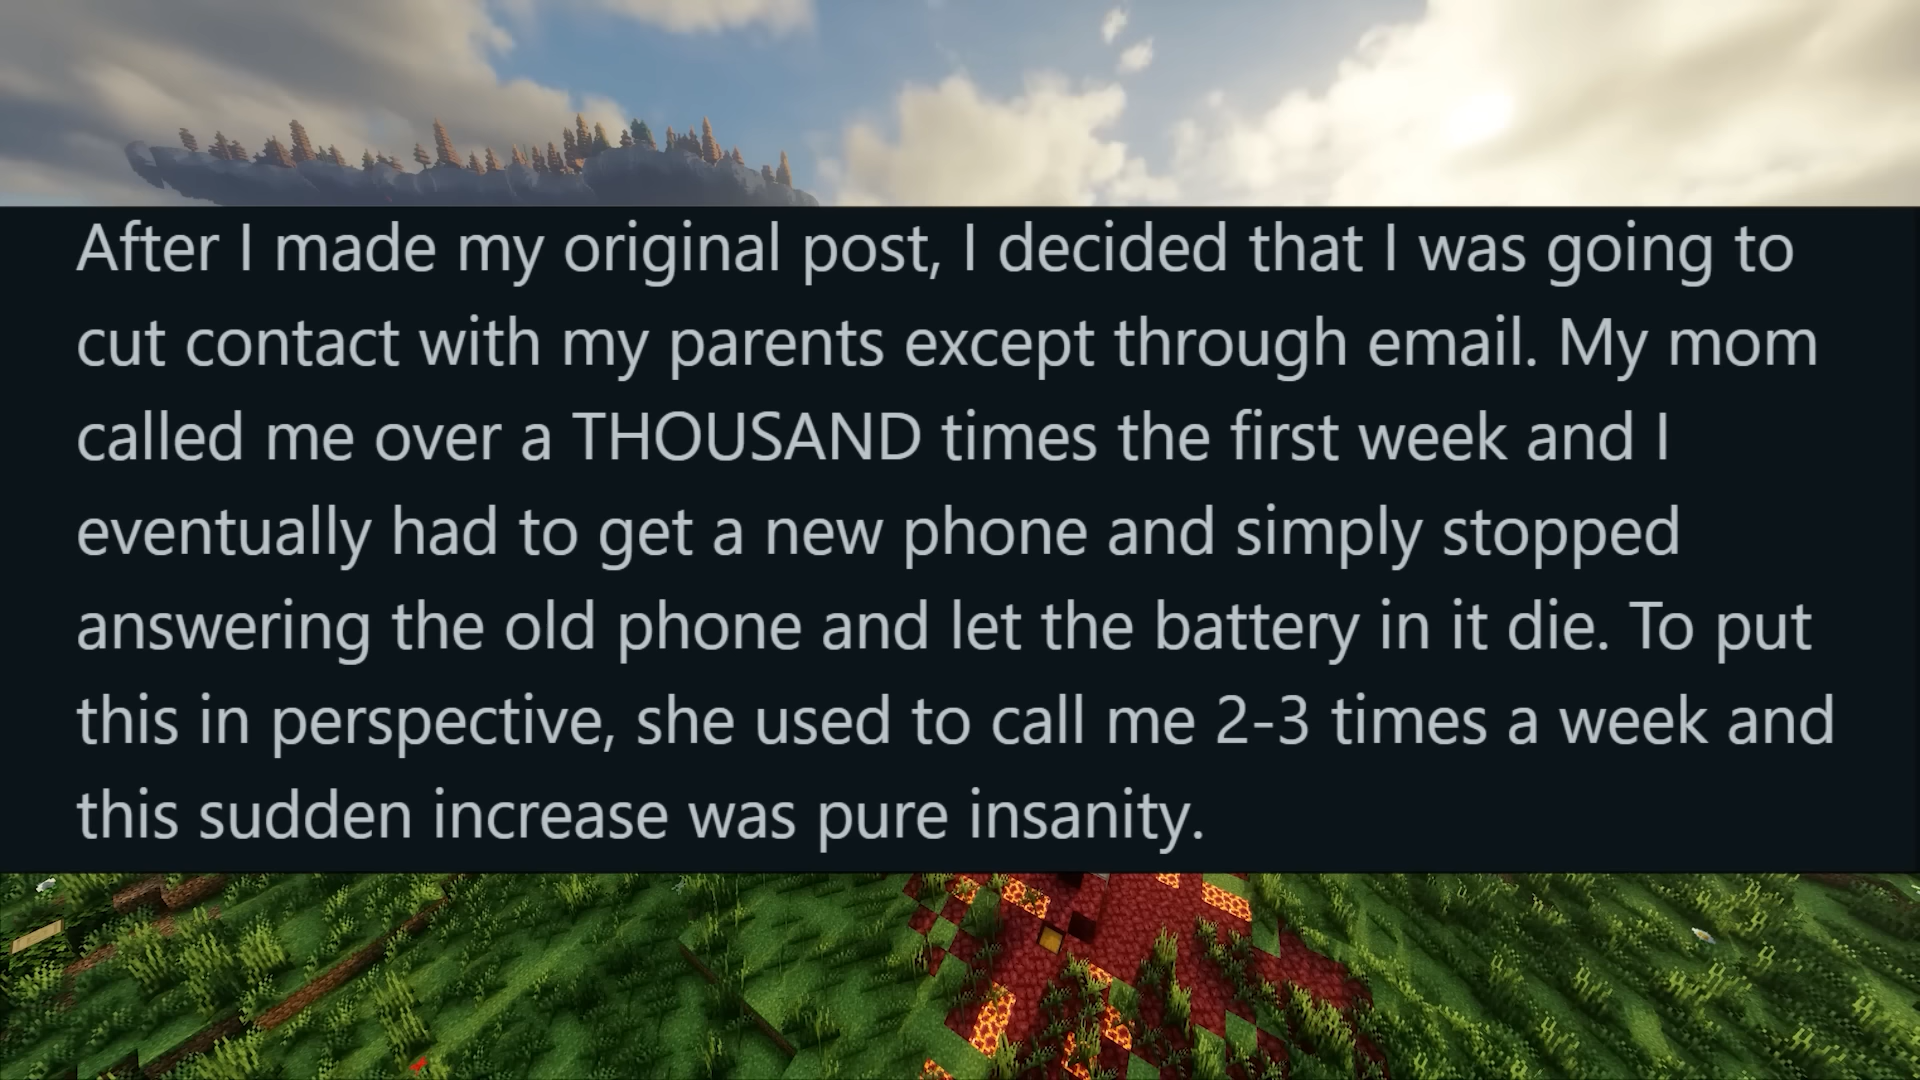 After I made my original post, I decided that I was going to
cut contact with my parents except through email. My mom
called me over a THOUSAND times the first week and I
eventually had to get a new phone and simply stopped
answering the old phone and let the battery in it die. To put
this in perspective, she used to call me 2-3 times a week and
this sudden increase was pure insanity.